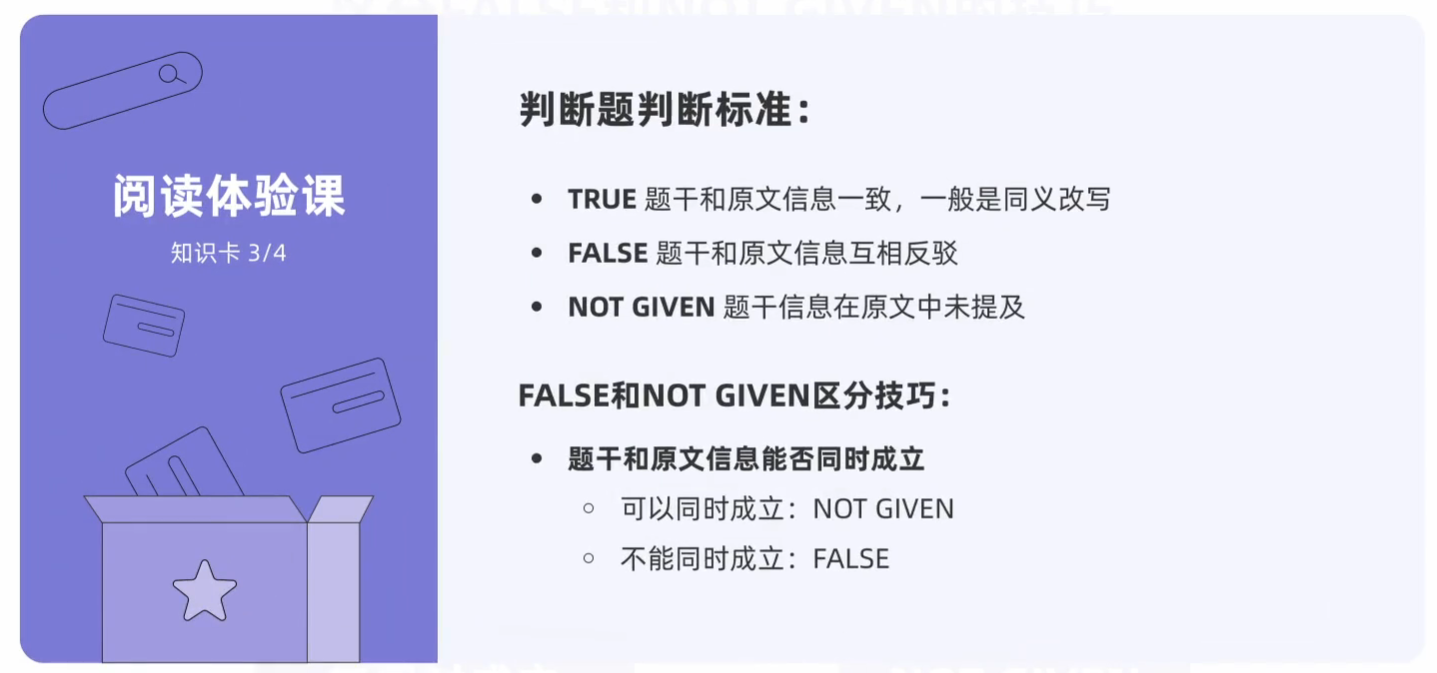 阅读体验课
知识卡 3/4
判断题判断标准：
TRUE 题干和原文信息一致，一般是同义改写
FALSE 题干和原文信息互相反驳
NOT GIVEN 题干信息在原文中未提及
FALSE和NOT GIVEN区分技巧：
题干和原文信息能否同时成立
可以同时成立：NOT GIVEN
不能同时成立：FALSE